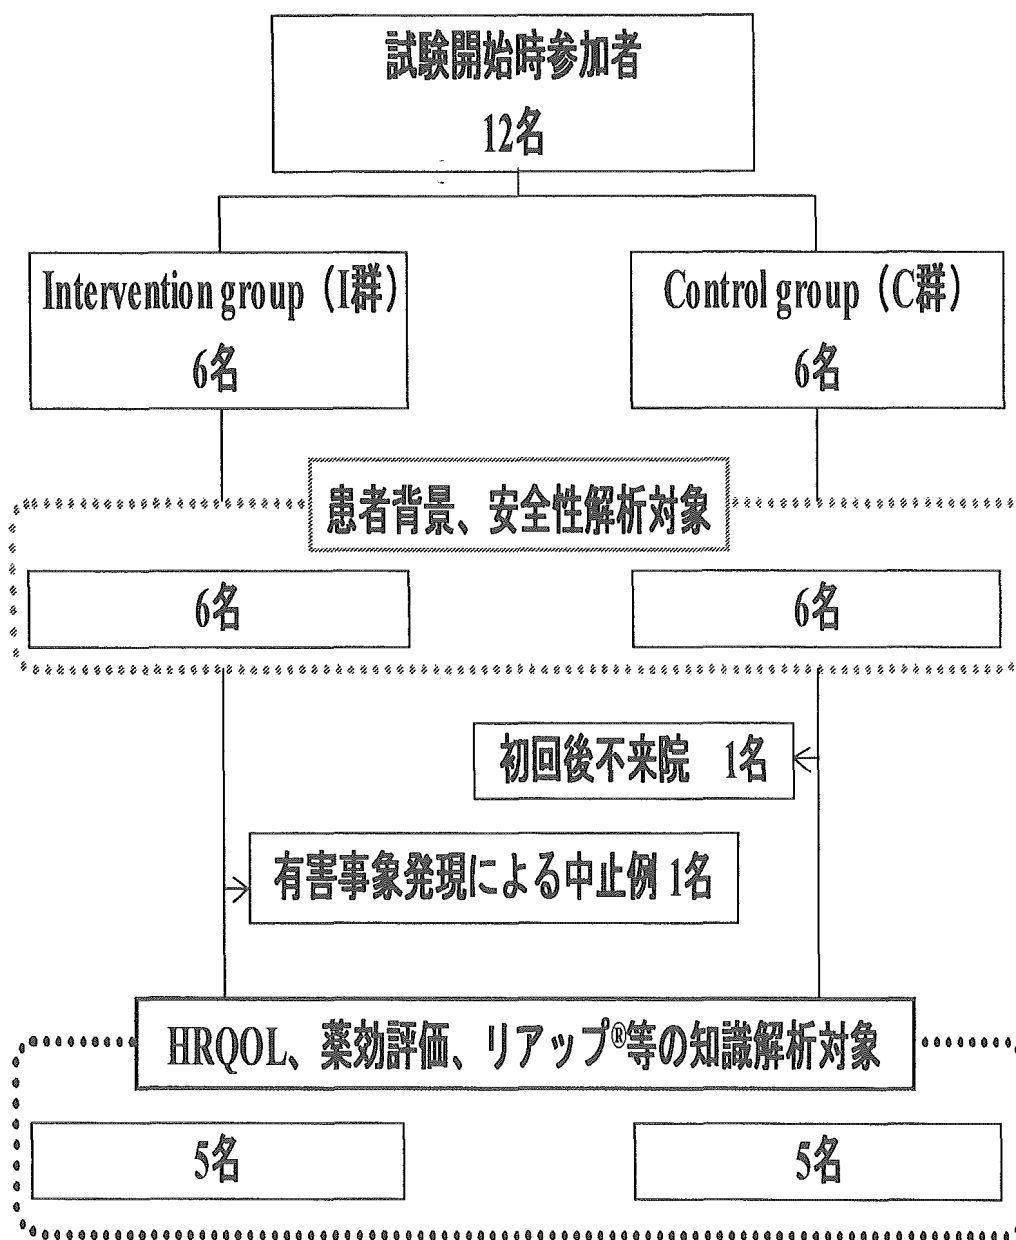 試験開始時参加者
12名
Intervention group（I群）
6名
Control group（C群）
6名
患者背景、安全性解析対象
6名
6名
初回後不来院　1名
有害事象発現による中止例 1名
HRQOL、薬効評価、リアップ®等の知識解析対象
5名
5名